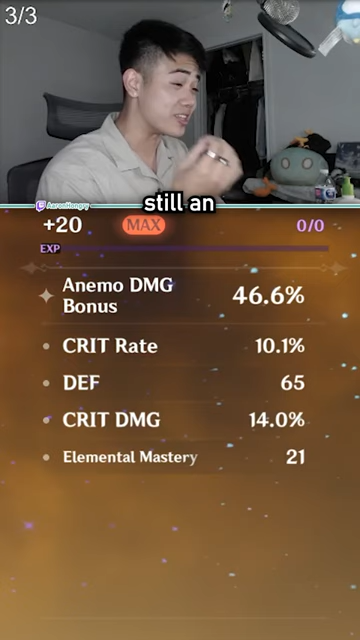 3/3
AaronHongry
still an
+20
MAX
0/0
EXP
Anemo DMG
Bonus
46.6%
CRIT Rate
10.1%
DEF
65
CRIT DMG
14.0%
Elemental Mastery
21